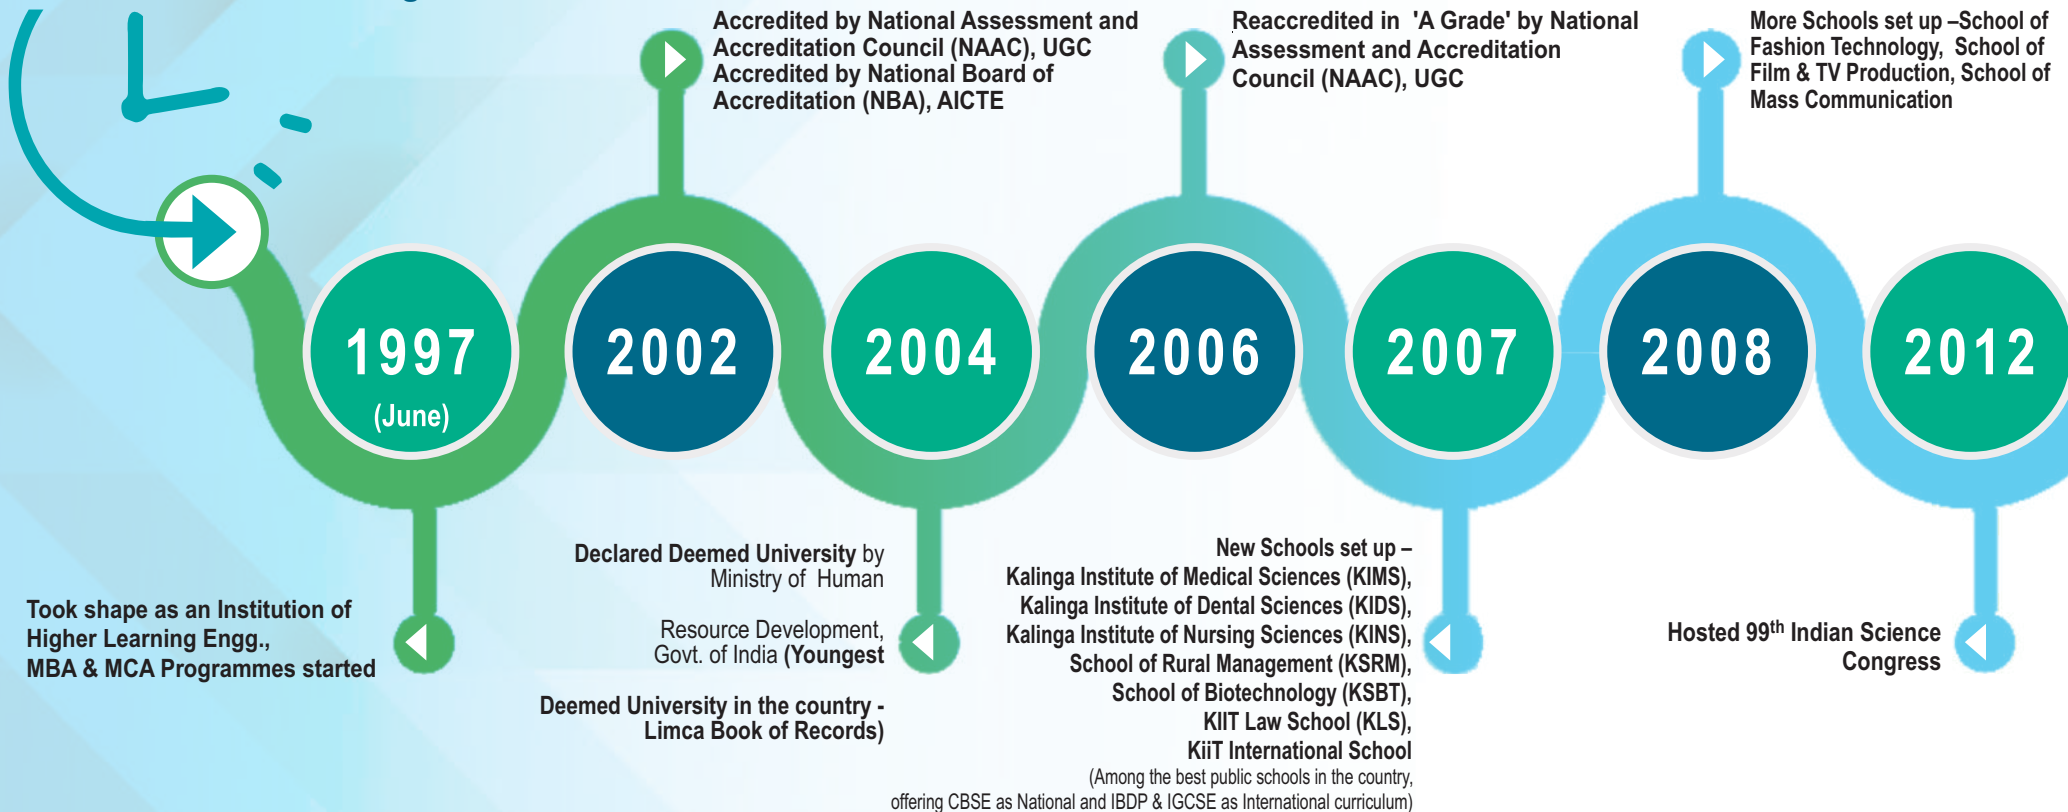 Accredited by National Assessment and
Accreditation Council (NAAC), UGC
Accredited by National Board of
Accreditation (NBA), AICTE
Reaccredited in 'A Grade' by National
Assessment and Accreditation
Council (NAAC), UGC
More Schools set up –School of
Fashion Technology, School of
Film & TV Production, School of
Mass Communication
1997
(June)
2002
2004
2006
2007
2008
2012
Took shape as an Institution of
Higher Learning Engg.,
MBA & MCA Programmes started
Declared Deemed University by
Ministry of Human
Resource Development,
Govt. of India (Youngest
Deemed University in the country -
Limca Book of Records)
New Schools set up –
Kalinga Institute of Medical Sciences (KIMS),
Kalinga Institute of Dental Sciences (KIDS),
Kalinga Institute of Nursing Sciences (KINS),
School of Rural Management (KSRM),
School of Biotechnology (KSBT),
KIIT Law School (KLS),
KiiT International School
(Among the best public schools in the country,
offering CBSE as National and IBDP & IGCSE as International curriculum)
Hosted 99th Indian Science
Congress